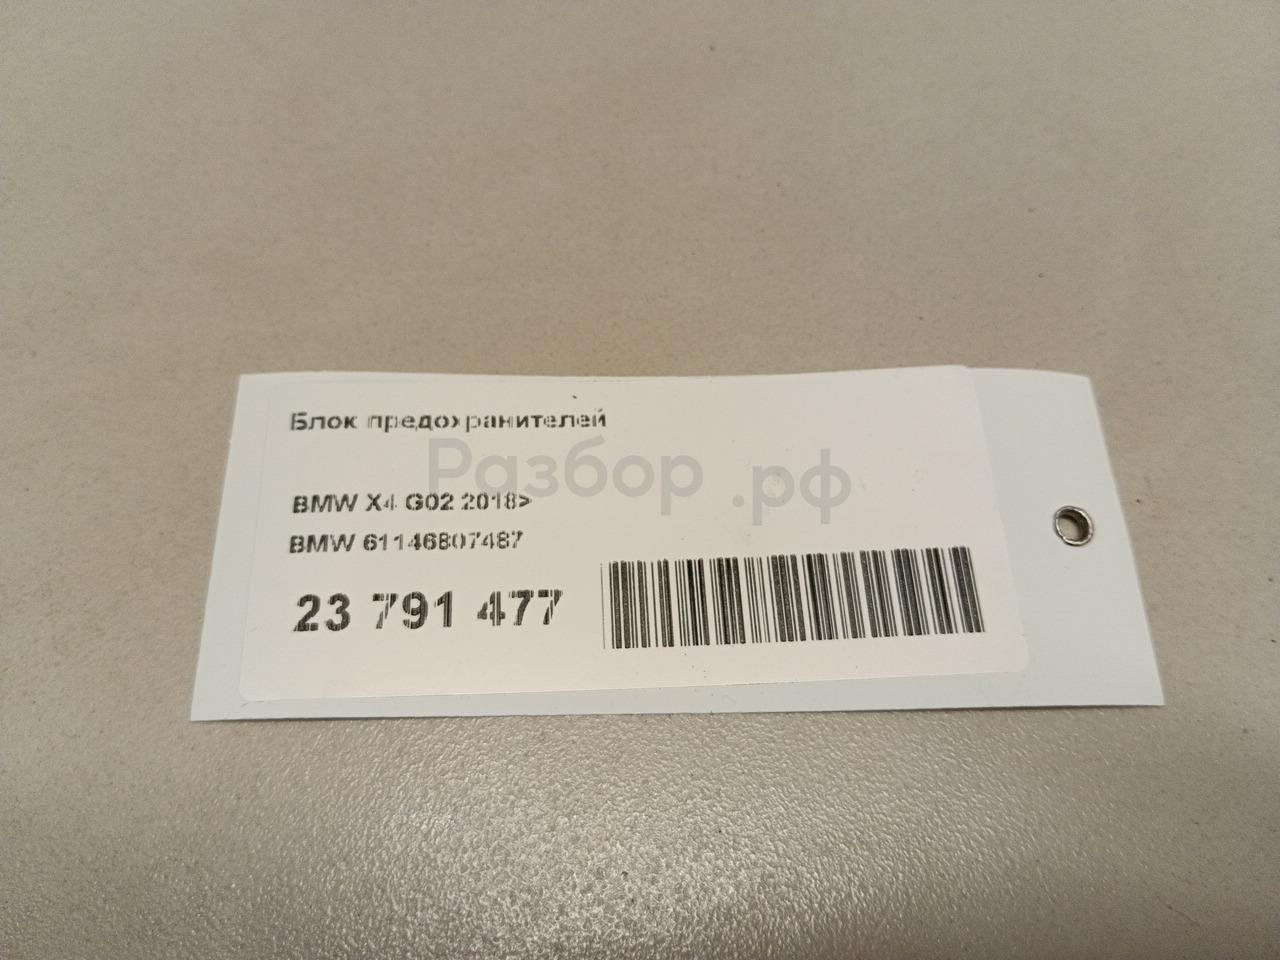 Блок предохранителей
Разбор.рф
BMW X4 G02 2018>
BMW 61146807487
23 791 477